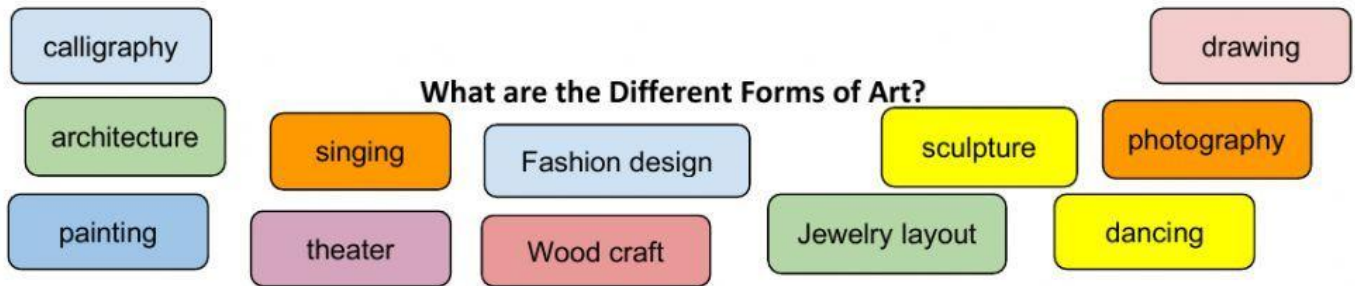 calligraphy
drawing
What are the Different Forms of Art?
architecture
singing
Fashion design
sculpture
photography
painting
theater
Wood craft
Jewelry layout
dancing